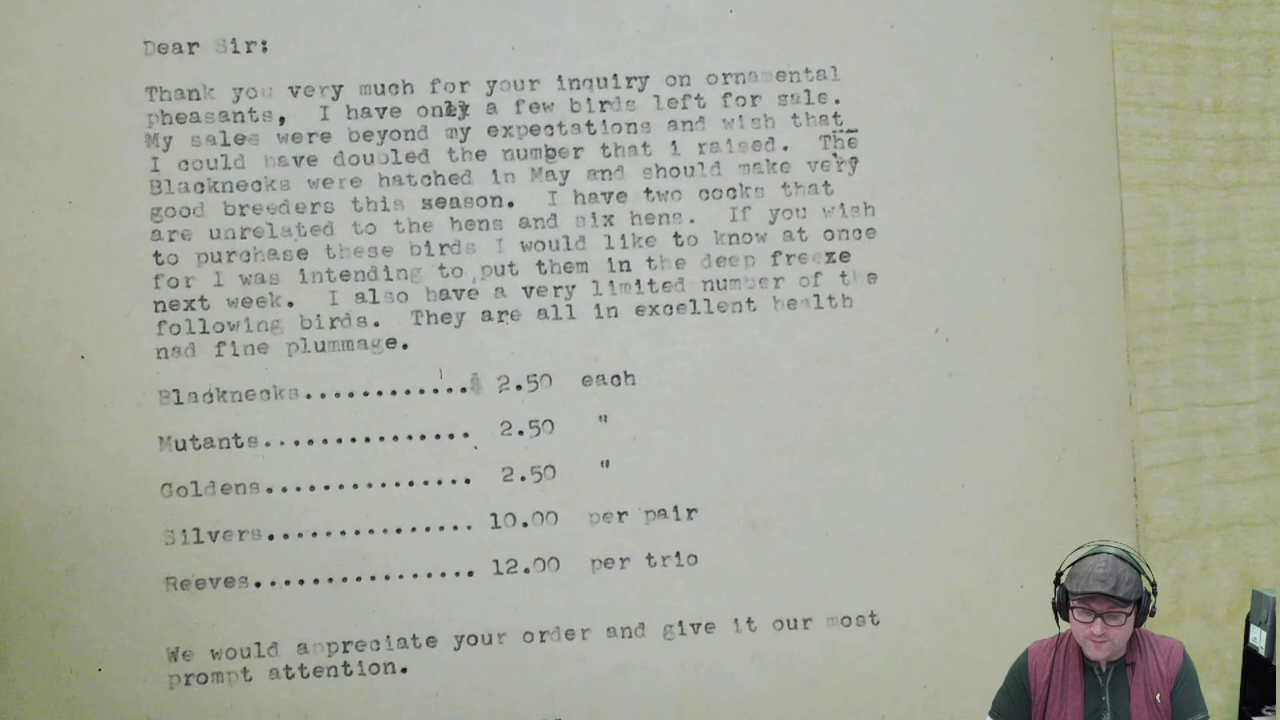 Dear Sir:
Thank you very much for your inquiry on ornamental
pheasants, I have only a few birds left for sale.
My sales were beyond my expectations and wish that
I could have doubled the number that i raised. The
Blacknecks were hatched in May and should make very
good breeders this season. I have two cocks that
are unrelated to the hens and six hens. If you wish
to purchase these birds I would like to know at once
for I was intending to put them in the deep freeze
next week. I also have a very limited number of the
following birds. They are all in excellent health
nad fine plummage.
Blacknecks............$ 2.50 each
Mutants............... 2.50 "
Goldens............... 2.50 "
Silvers............... 10.00 per pair
Reeves................ 12.00 per trio
We would appreciate your order and give it our most
prompt attention.